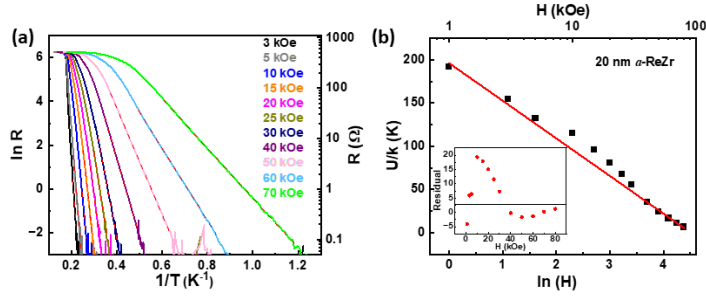 (a)
ln R
6
4
2
0
−2
0.2 0.4 0.6 0.8 1.0 1.2
1/T (K⁻¹)
R (Ω)
100
10
1
0.1
3 kOe
5 kOe
10 kOe
15 kOe
20 kOe
25 kOe
30 kOe
40 kOe
50 kOe
60 kOe
70 kOe
(b)
H (kOe)
1 10 100
20 nm a-ReZr
U/k (K)
200
150
100
50
0
0 1 2 3 4
ln (H)
Residual
20
15
10
5
0
−5
0 20 40 60 80
H (kOe)